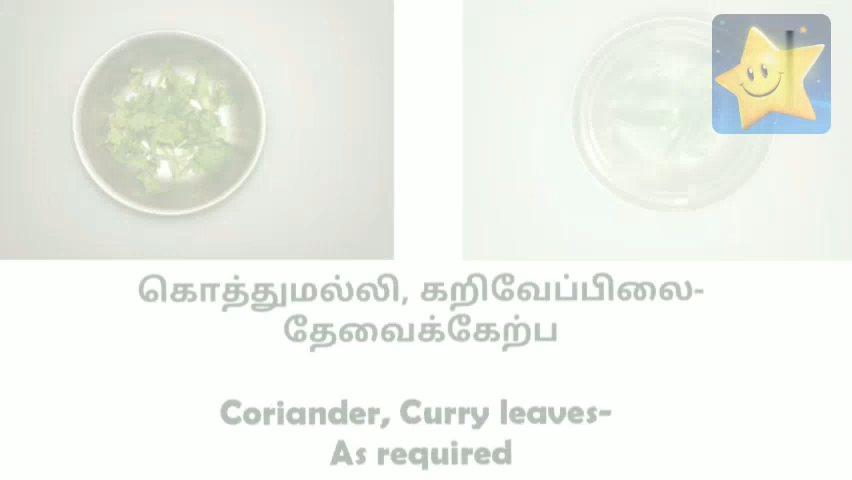 கொத்துமல்லி, கறிவேப்பிலை-
தேவைக்கேற்ப
Coriander, Curry leaves-
As required